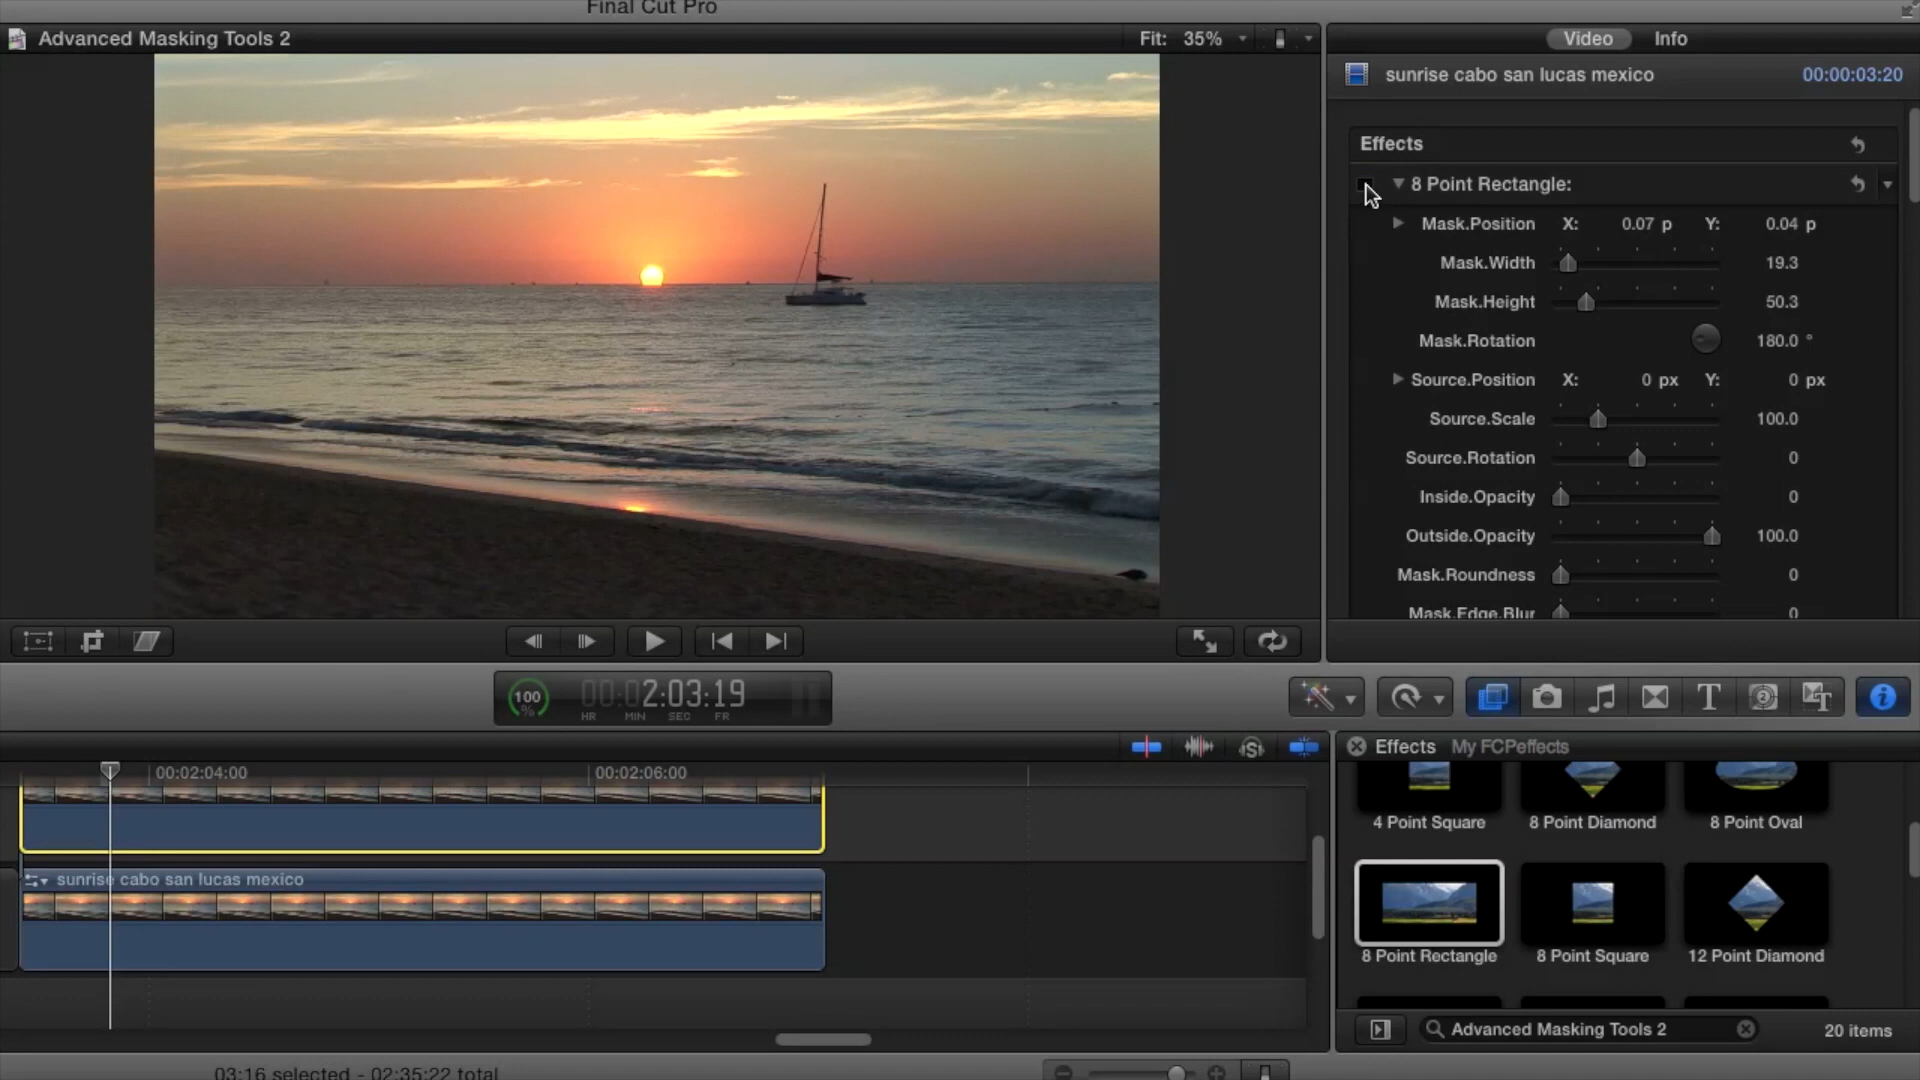 Final Cut Pro
Advanced Masking Tools 2
Fit: 35%
Video
Info
sunrise cabo san lucas mexico
00:00:03:20
Effects
8 Point Rectangle:
Mask.Position X: 0.07 p Y: 0.04 p
Mask.Width 19.3
Mask.Height 50.3
Mask.Rotation 180.0 °
Source.Position X: 0 px Y: 0 px
Source.Scale 100.0
Source.Rotation 0
Inside.Opacity 0
Outside.Opacity 100.0
Mask.Roundness 0
Mask.Edge.Blur 0
100 %
00:02:03:19
HR MIN SEC FR
00:02:04:00
00:02:06:00
sunrise cabo san lucas mexico
Effects
My FCPeffects
4 Point Square
8 Point Diamond
8 Point Oval
8 Point Rectangle
8 Point Square
12 Point Diamond
Advanced Masking Tools 2
20 items
03:16 selected - 02:35:22 total